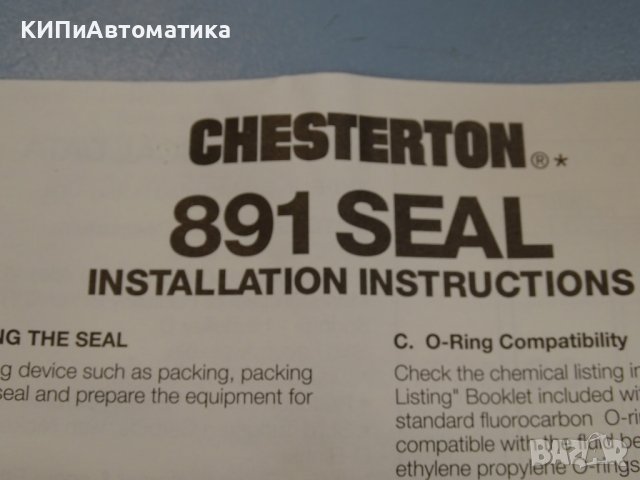 КИПиАвтоматика
CHESTERTON®*
891 SEAL
INSTALLATION INSTRUCTIONS
NG THE SEAL
g device such as packing, packing
seal and prepare the equipment for
C. O-Ring Compatibility
Check the chemical listing in
Listing" Booklet included wi
standard fluorocarbon O-ri
compatible with the fluid be
ethylene propylene O-rings
BAZAR